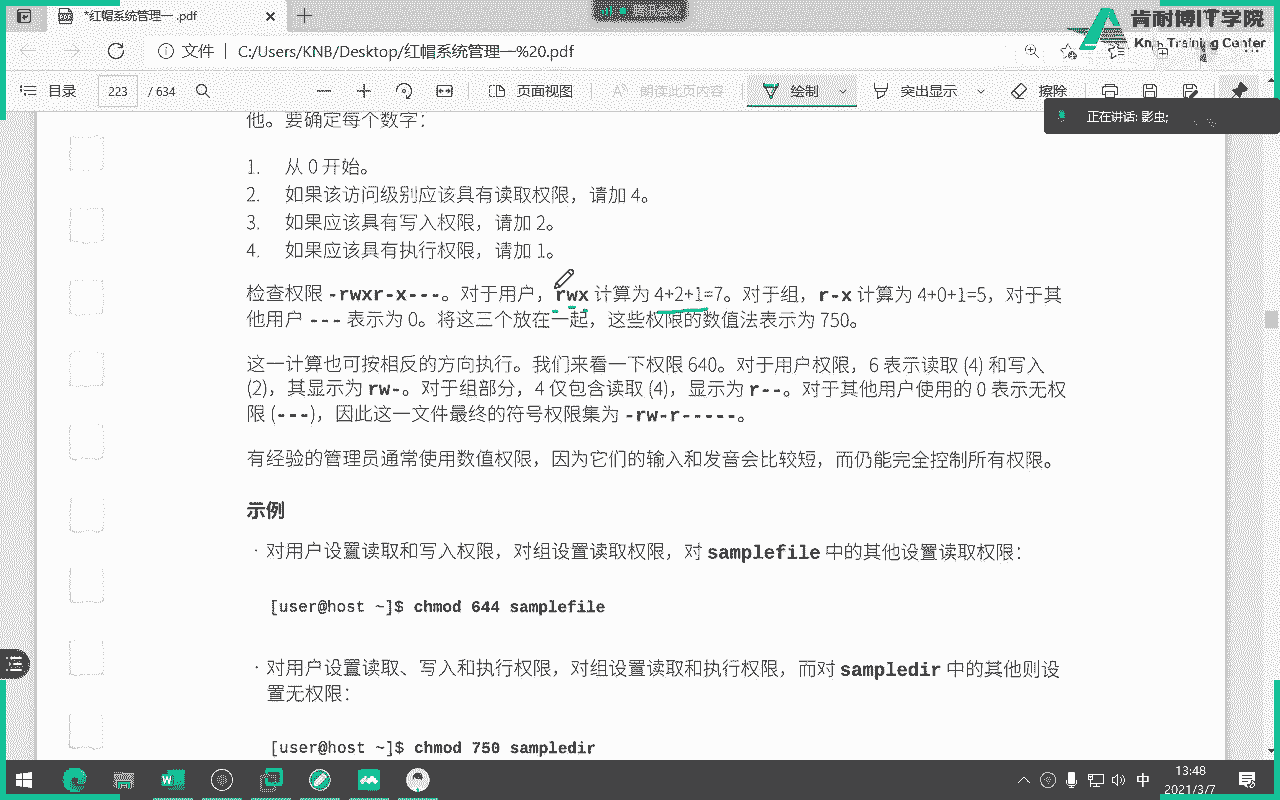 *红帽系统管理一 .pdf
肯耐博IT学院
KNB Training Center
文件 C:/Users/KNB/Desktop/红帽系统管理一%20.pdf
目录 223 / 634 页面视图 朗读此页内容 绘制 突出显示 擦除
正在讲话: 影虫;
他。要确定每个数字：
1. 从 0 开始。
2. 如果该访问级别应该具有读取权限，请加 4。
3. 如果应该具有写入权限，请加 2。
4. 如果应该具有执行权限，请加 1。
检查权限 -rwxr-x---。对于用户，rwx 计算为 4+2+1=7。对于组，r-x 计算为 4+0+1=5，对于其
他用户 --- 表示为 0。将这三个放在一起，这些权限的数值法表示为 750。
这一计算也可按相反的方向执行。我们来看一下权限 640。对于用户权限，6 表示读取 (4) 和写入
(2)，其显示为 rw-。对于组部分，4 仅包含读取 (4)，显示为 r--。对于其他用户使用的 0 表示无权
限 (---)，因此这一文件最终的符号权限集为 -rw-r-----。
有经验的管理员通常使用数值权限，因为它们的输入和发音会比较短，而仍能完全控制所有权限。
示例
· 对用户设置读取和写入权限，对组设置读取权限，对 samplefile 中的其他设置读取权限：
[user@host ~]$ chmod 644 samplefile
· 对用户设置读取、写入和执行权限，对组设置读取和执行权限，而对 sampledir 中的其他则设
置无权限：
[user@host ~]$ chmod 750 sampledir
中
13:48
2021/3/7